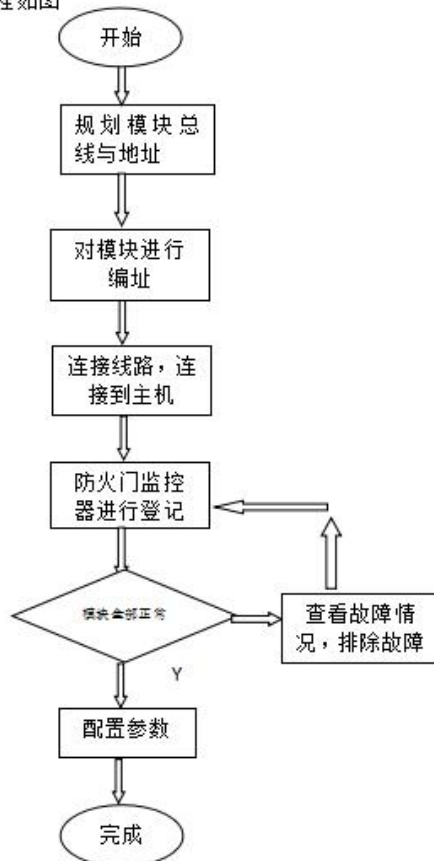 开始
规划模块总
线与地址
对模块进行
编址
连接线路，连
接到主机
防火门监控
器进行登记
模块全部正常
查看故障情
况，排除故障
Y
配置参数
完成